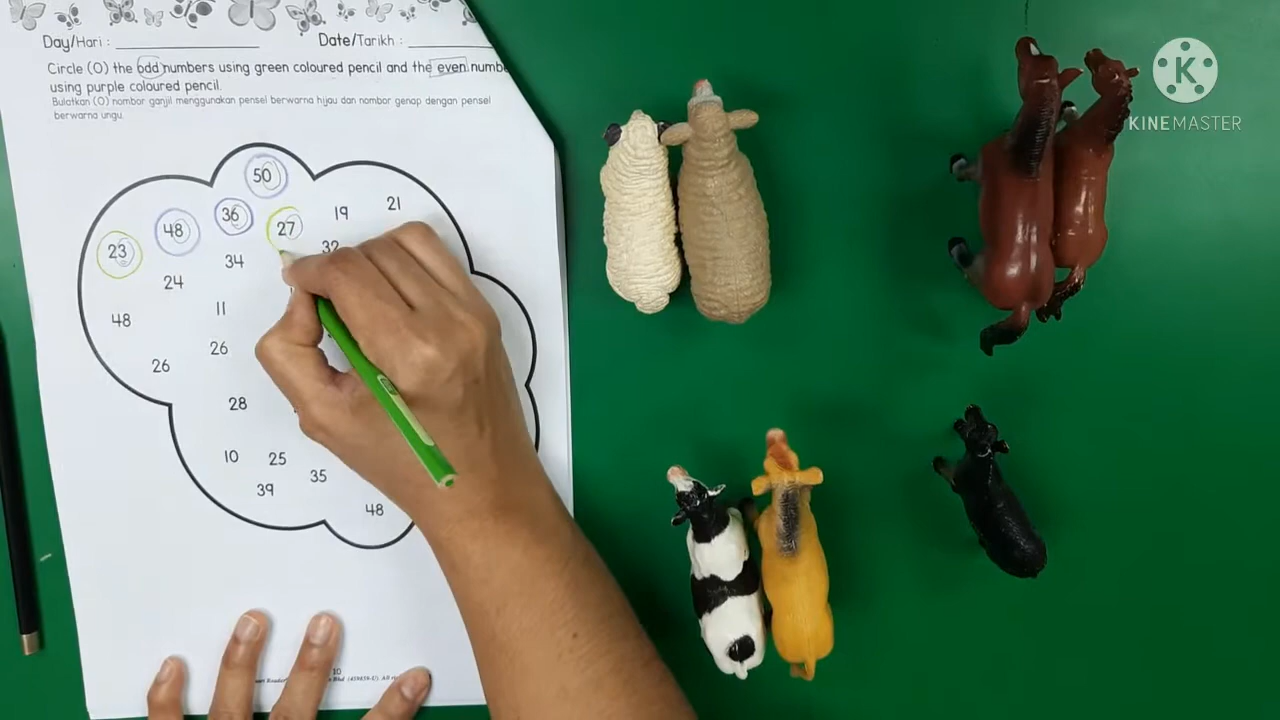 Day/Hari : Date/Tarikh :
Circle (O) the odd numbers using green coloured pencil and the even
using purple coloured pencil.
Bulatkan (O) nombor ganjil menggunakan pensel berwarna hijau dan nombor genap dengan pensel
berwarna ungu.
K
KINEMASTER
50
23 48 36 27 19 21
24 34 32
48 11
26 26
28
10 25
39 35
48